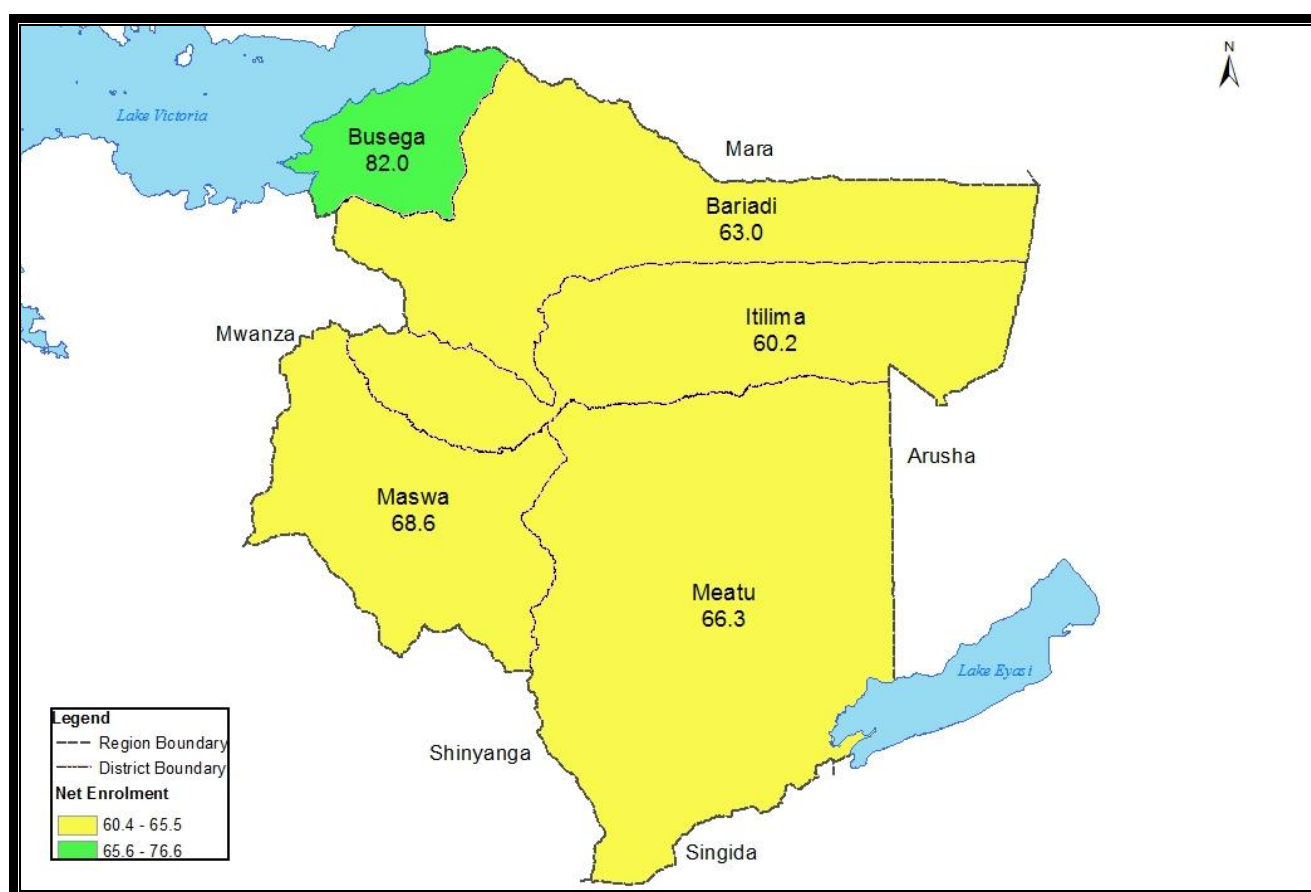 N
Lake Victoria
Busega
82.0
Mara
Bariadi
63.0
Itilima
60.2
Mwanza
Arusha
Maswa
68.6
Meatu
66.3
Lake Eyasi
Legend
Region Boundary
District Boundary
Net Enrolment
60.4 - 65.5
65.6 - 76.6
Shinyanga
Singida